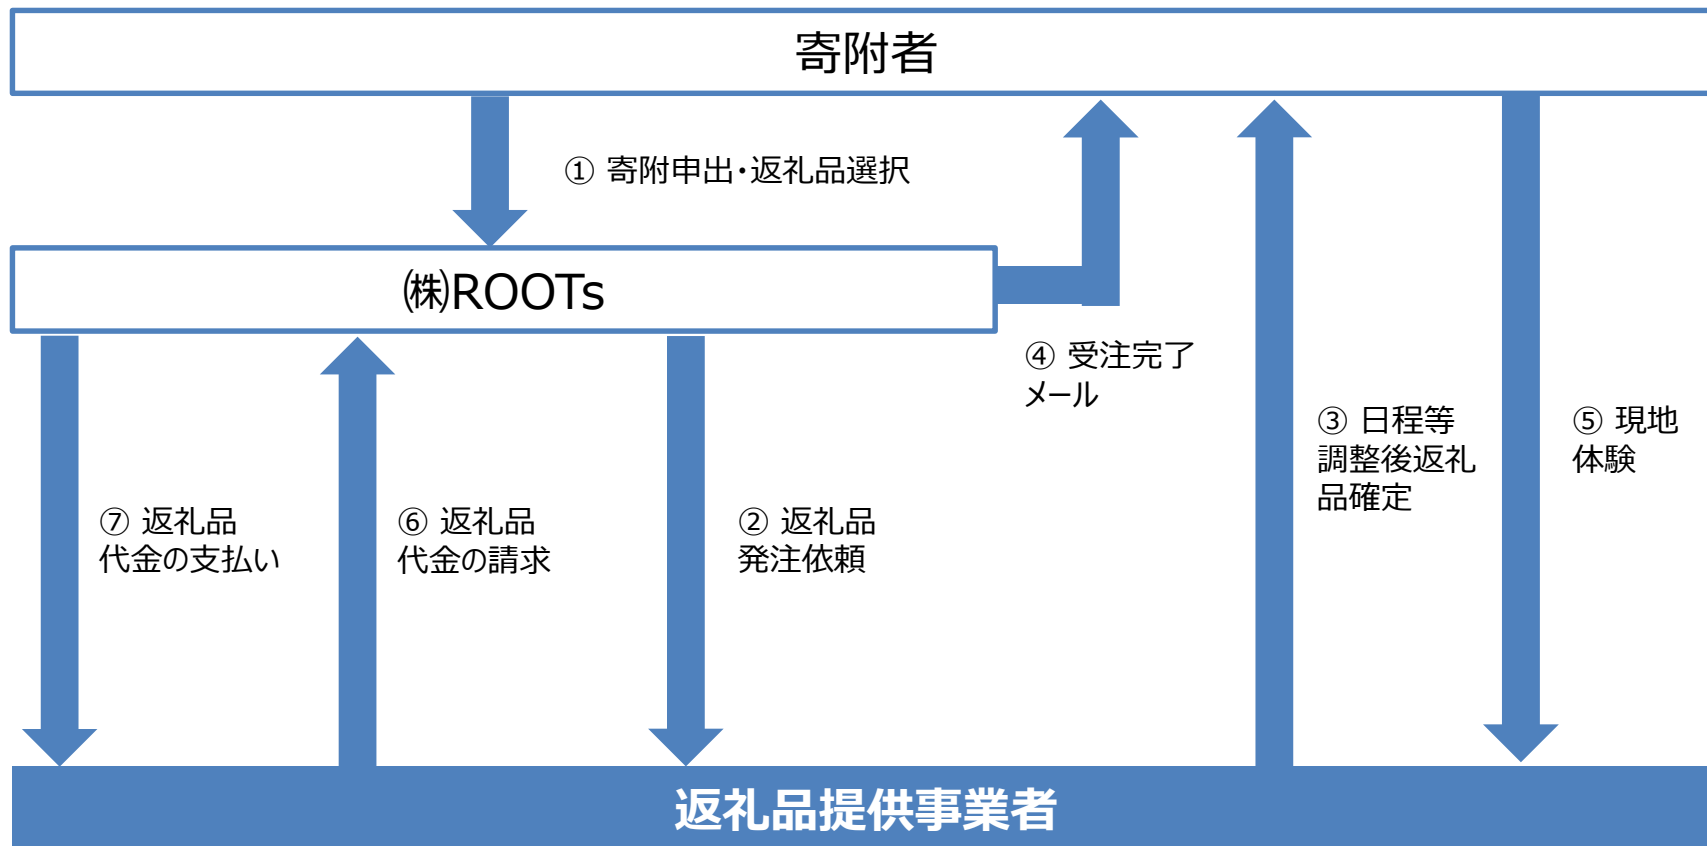 寄附者
① 寄附申出・返礼品選択
㈱ROOTs
④ 受注完了
メール
③ 日程等
調整後返礼
品確定
⑤ 現地
体験
⑦ 返礼品
代金の支払い
⑥ 返礼品
代金の請求
② 返礼品
発注依頼
返礼品提供事業者